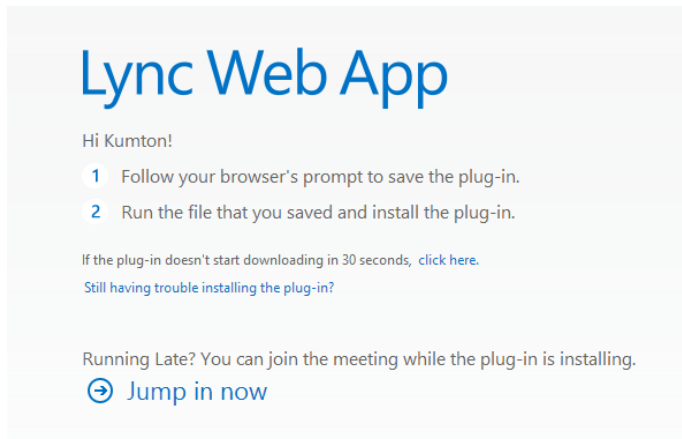 Lync Web App
Hi Kumton!
1 Follow your browser's prompt to save the plug-in.
2 Run the file that you saved and install the plug-in.
If the plug-in doesn't start downloading in 30 seconds, click here.
Still having trouble installing the plug-in?
Running Late? You can join the meeting while the plug-in is installing.
Jump in now